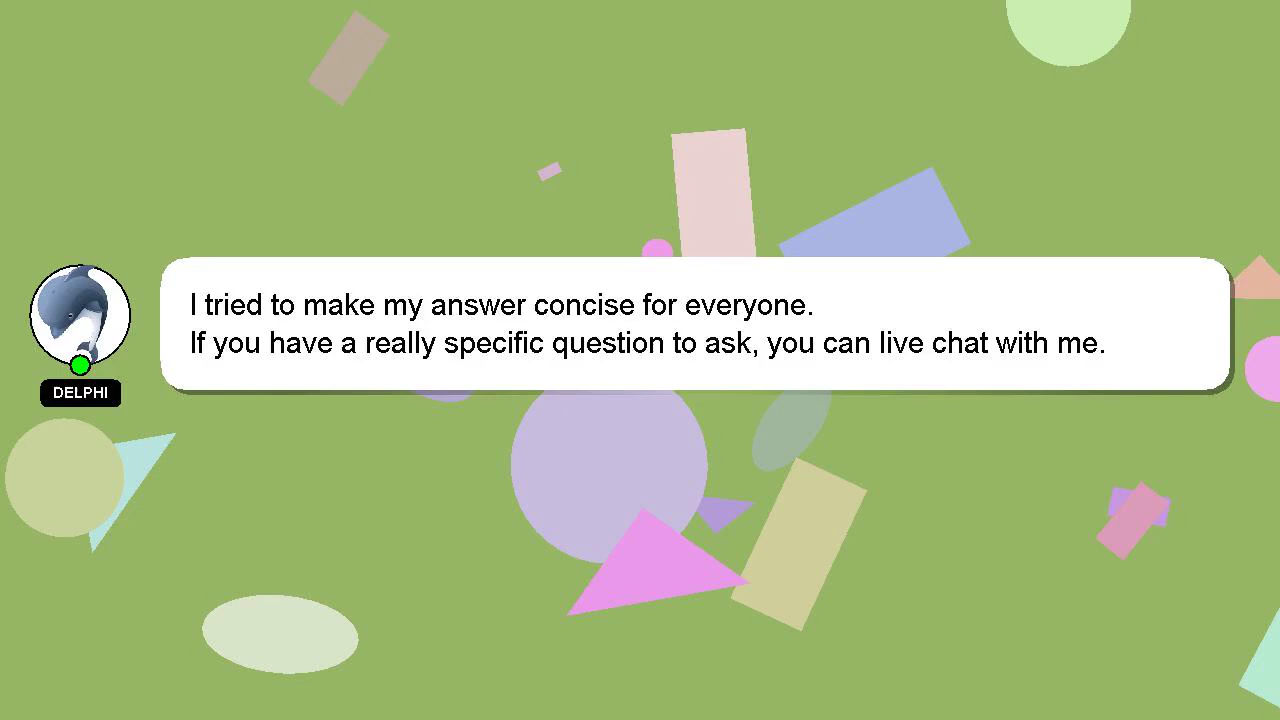 I tried to make my answer concise for everyone.
If you have a really specific question to ask, you can live chat with me.
DELPHI